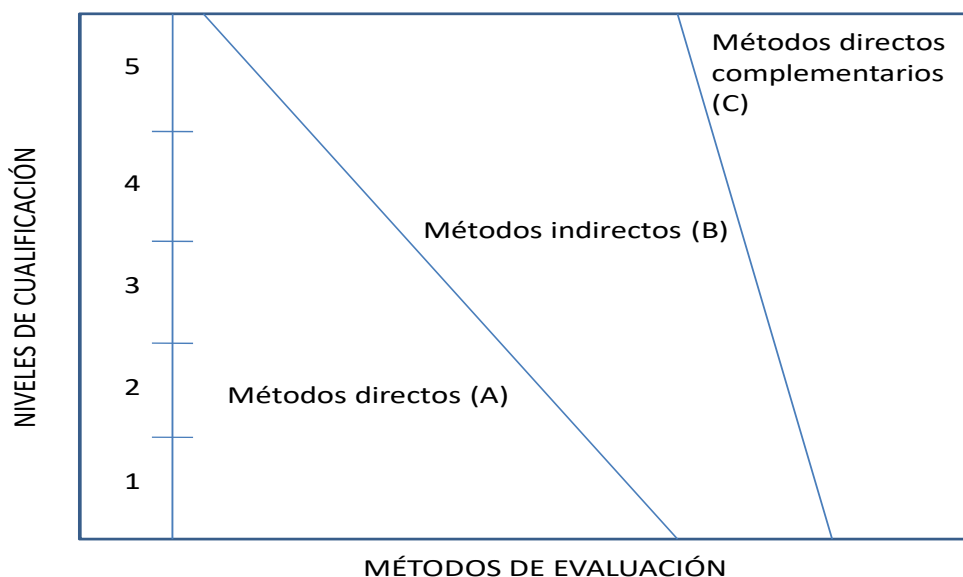 Métodos directos
complementarios
(C)
5
4
Métodos indirectos (B)
3
2
Métodos directos (A)
1
NIVELES DE CUALIFICACIÓN
MÉTODOS DE EVALUACIÓN